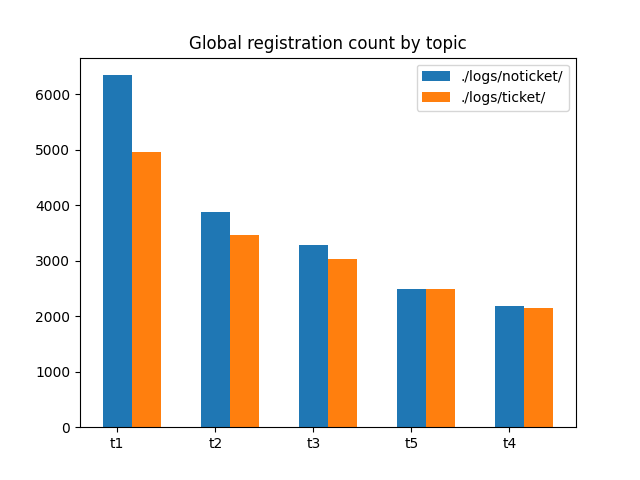 Global registration count by topic
./logs/noticket/
./logs/ticket/
6000
5000
4000
3000
2000
1000
0
t1 t2 t3 t5 t4